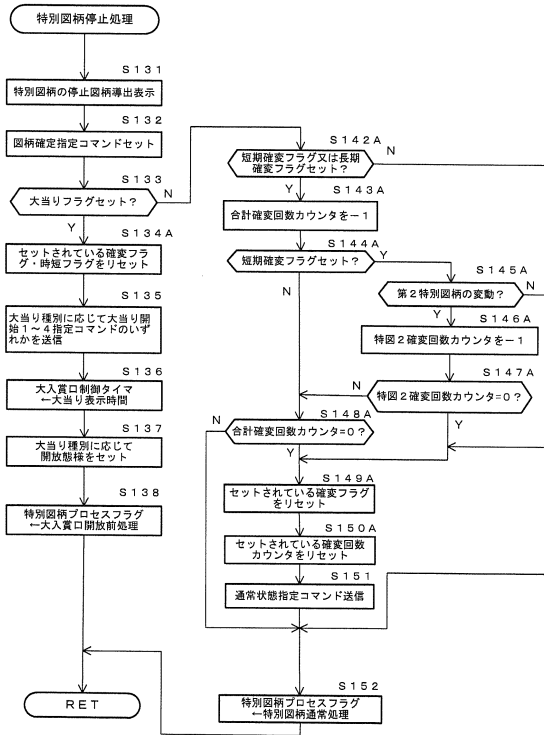 特別図柄停止処理
S131
特別図柄の停止図柄導出表示
S132
図柄確定指定コマンドセット
S133
大当りフラグセット?
N
Y
S134A
セットされている確変フラ
グ・時短フラグをリセット
S135
大当り種別に応じて大当り開
始1~4指定コマンドのいず
れかを送信
S136
大入賞口制御タイマ
←大当り表示時間
S137
大当り種別に応じて
開放態様をセット
S138
特別図柄プロセスフラグ
←大入賞口開放前処理
RET
S142A
短期確変フラグ又は長期
確変フラグセット?
N
Y
S143A
合計確変回数カウンタを-1
S144A
短期確変フラグセット?
Y
N
S145A
第2特別図柄の変動?
N
Y
S146A
特図2確変回数カウンタを-1
S147A
特図2確変回数カウンタ=0?
N
Y
S148A
合計確変回数カウンタ=0?
N
Y
S149A
セットされている確変フラグ
をリセット
S150A
セットされている確変回数
カウンタをリセット
S151
通常状態指定コマンド送信
S152
特別図柄プロセスフラグ
←特別図柄通常処理